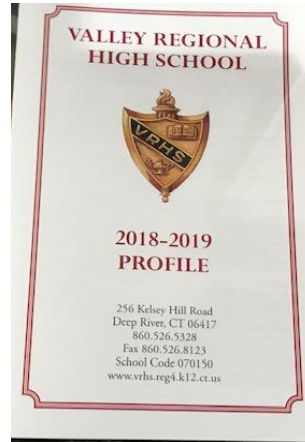 VALLEY REGIONAL
HIGH SCHOOL
VRHS
2018-2019
PROFILE
256 Kelsey Hill Road
Deep River, CT 06417
860.526.5328
Fax 860.526.8123
School Code 070150
www.vrhs.reg4.k12.ct.us